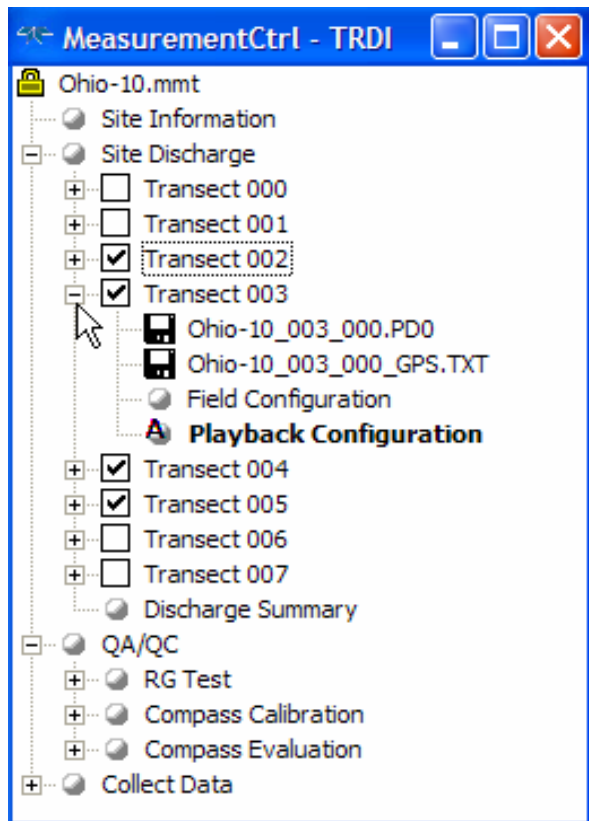 MeasurementCtrl - TRDI
Ohio-10.mmt
Site Information
Site Discharge
Transect 000
Transect 001
Transect 002
Transect 003
Ohio-10_003_000.PD0
Ohio-10_003_000_GPS.TXT
Field Configuration
Playback Configuration
Transect 004
Transect 005
Transect 006
Transect 007
Discharge Summary
QA/QC
RG Test
Compass Calibration
Compass Evaluation
Collect Data